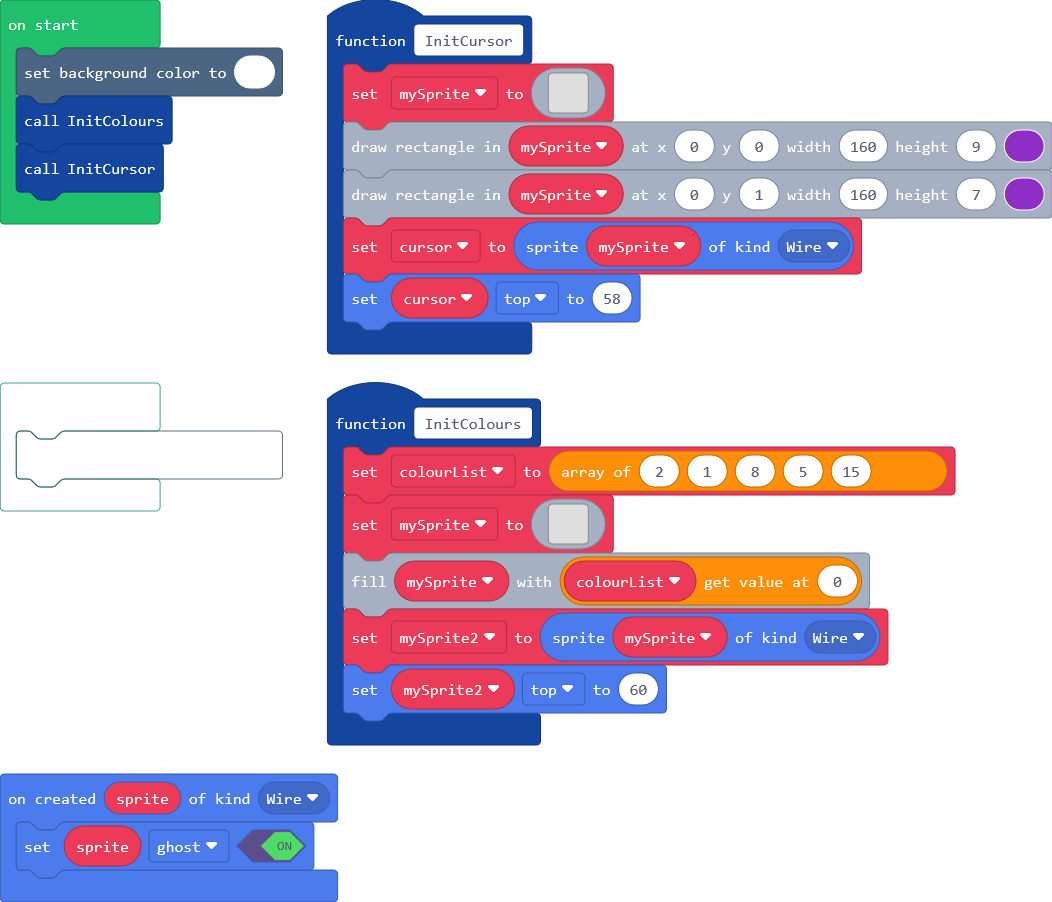 on start
set background color to
call InitColours
call InitCursor
function InitCursor
set mySprite to
draw rectangle in mySprite at x 0 y 0 width 160 height 9
draw rectangle in mySprite at x 0 y 1 width 160 height 7
set cursor to sprite mySprite of kind Wire
set cursor top to 58
function InitColours
set colourList to array of 2 1 8 5 15
set mySprite to
fill mySprite with colourList get value at 0
set mySprite2 to sprite mySprite of kind Wire
set mySprite2 top to 60
on created sprite of kind Wire
set sprite ghost ON